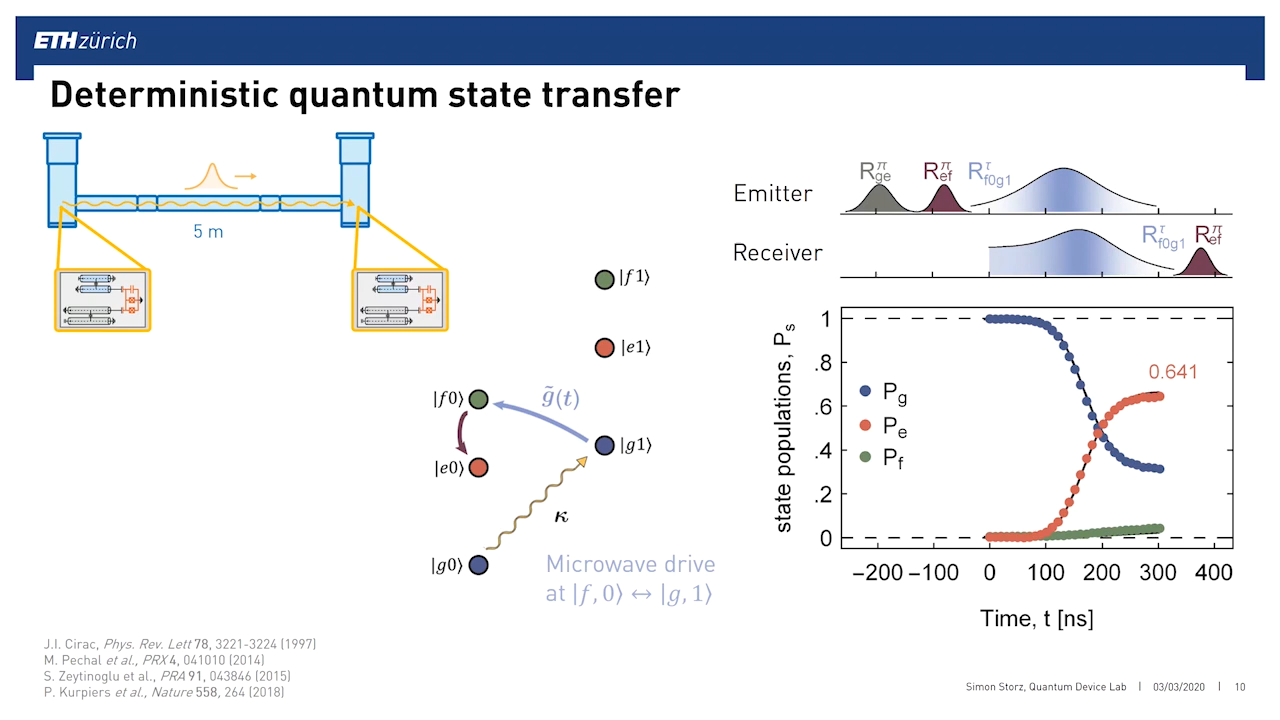 ETH zürich
Deterministic quantum state transfer
5 m
|f1⟩
|e1⟩
|f0⟩
g̃(t)
|g1⟩
|e0⟩
κ
|g0⟩
Microwave drive
at |f,0⟩ ↔ |g,1⟩
Emitter
R^π_ge
R^π_ef
R^τ_f0g1
Receiver
R^τ_f0g1
R^π_ef
state populations, P_s
1
.8
.6
.4
.2
0
P_g
P_e
P_f
0.641
−200
−100
0
100
200
300
400
Time, t [ns]
J.I. Cirac, Phys. Rev. Lett 78, 3221-3224 (1997)
M. Pechal et al., PRX 4, 041010 (2014)
S. Zeytinoglu et al., PRA 91, 043846 (2015)
P. Kurpiers et al., Nature 558, 264 (2018)
Simon Storz, Quantum Device Lab | 03/03/2020 | 10